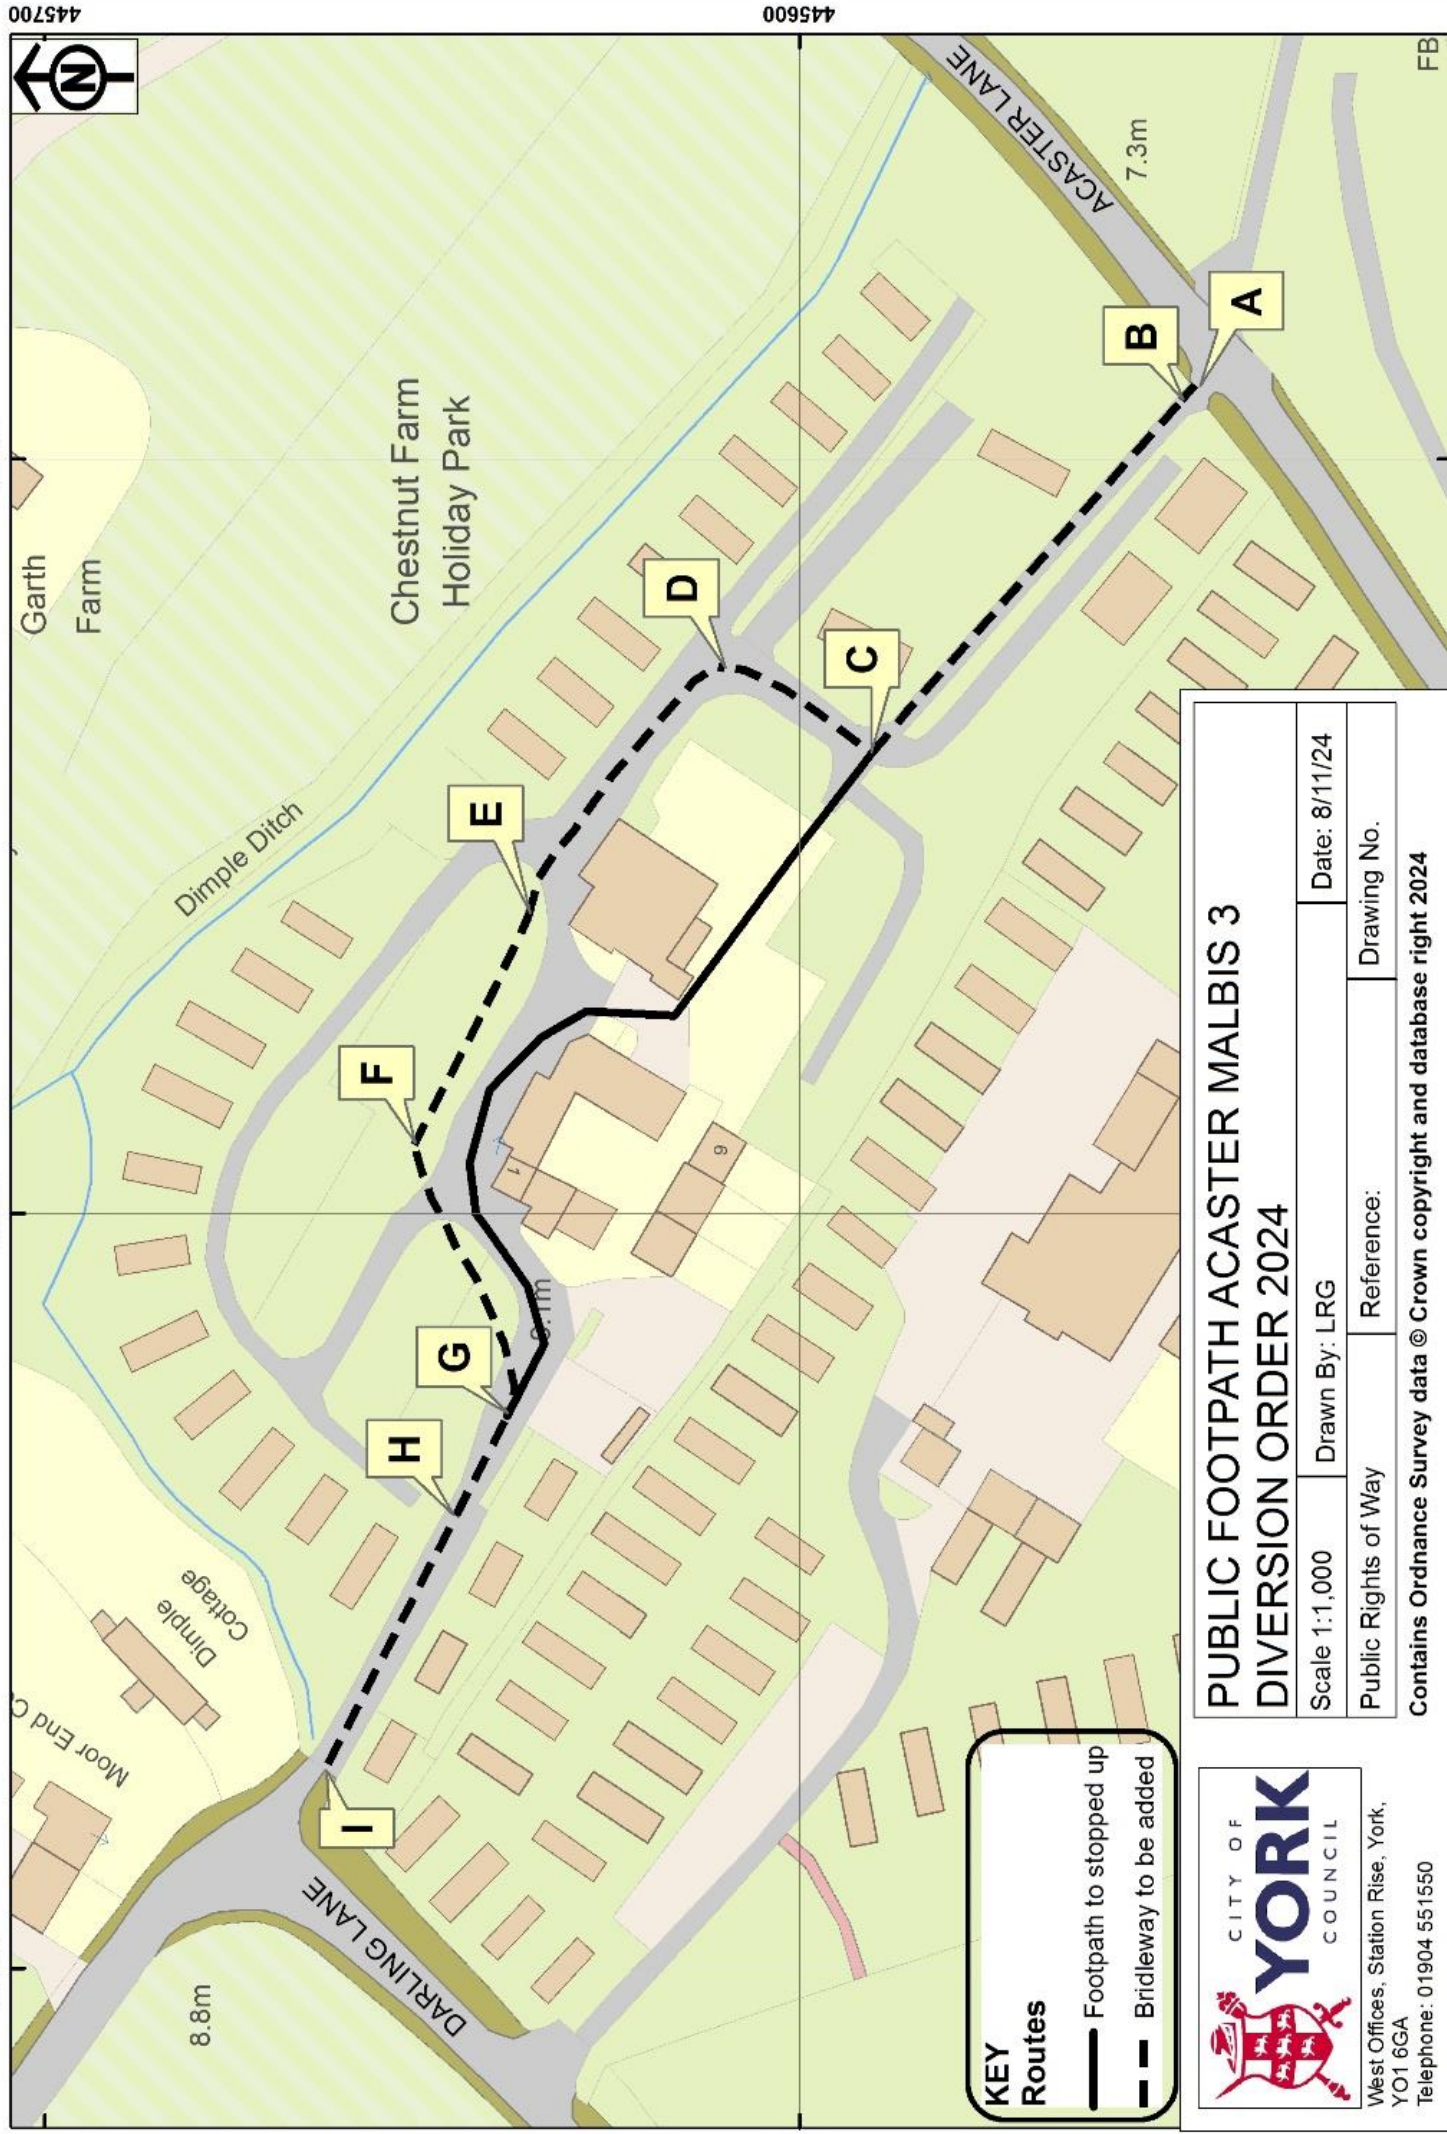 445700
445600
N
Garth
Farm
Chestnut Farm
Holiday Park
Dimple Ditch
ACASTER LANE
7.3m
FB
A
B
C
D
E
F
G
H
I
1
6
Dimple
Cottage
Moor End
DARLING LANE
8.8m
KEY
Routes
Footpath to stopped up
Bridleway to be added
CITY OF
YORK
COUNCIL
West Offices, Station Rise, York,
YO1 6GA
Telephone: 01904 551550
PUBLIC FOOTPATH ACASTER MALBIS 3
DIVERSION ORDER 2024
Scale 1:1,000
Drawn By: LRG
Date: 8/11/24
Public Rights of Way
Reference:
Drawing No.
Contains Ordnance Survey data © Crown copyright and database right 2024